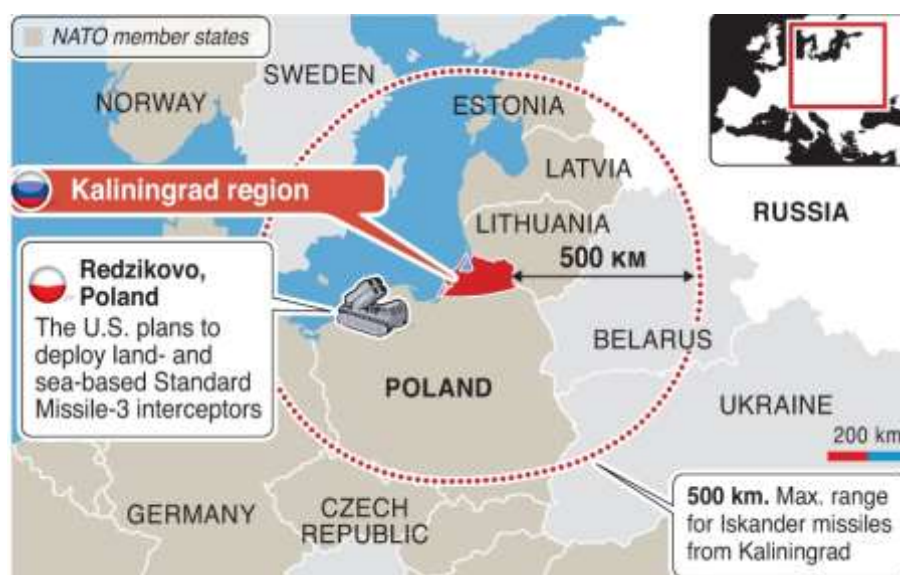 NATO member states
SWEDEN
NORWAY
ESTONIA
LATVIA
Kaliningrad region
LITHUANIA
RUSSIA
500 KM
Redzikovo,
Poland
The U.S. plans to
deploy land- and
sea-based Standard
Missile-3 interceptors
BELARUS
POLAND
UKRAINE
200 km
GERMANY
CZECH
REPUBLIC
500 km. Max. range
for Iskander missiles
from Kaliningrad